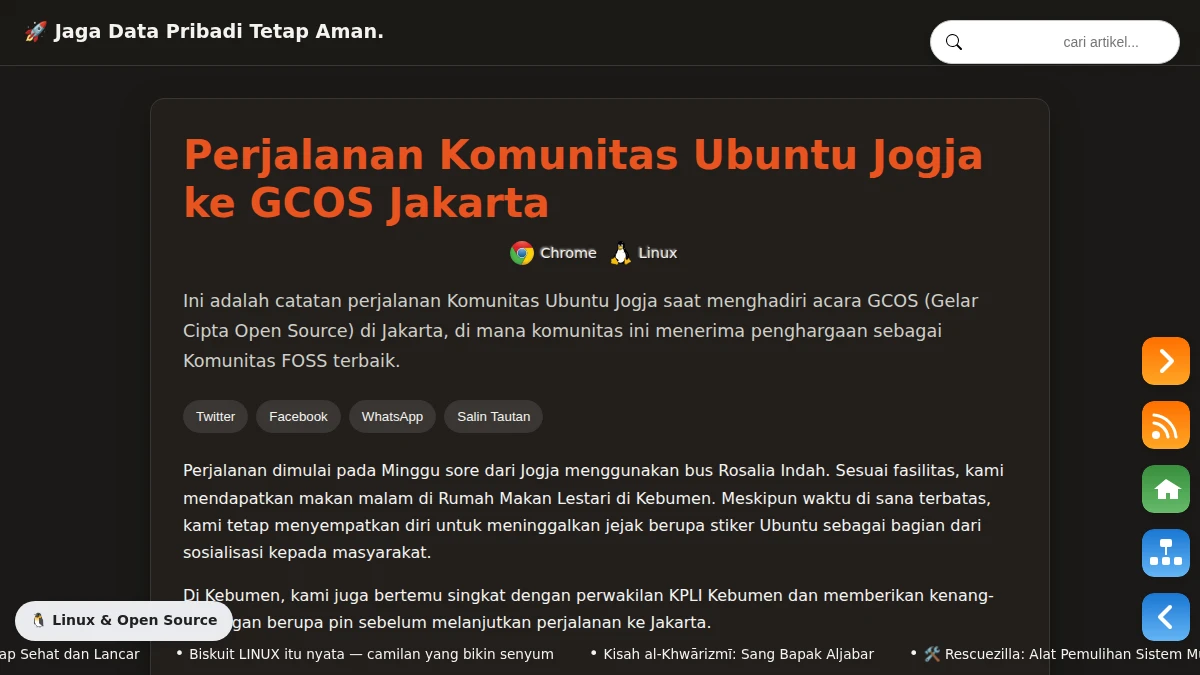 🚀 Jaga Data Pribadi Tetap Aman.
cari artikel...
Perjalanan Komunitas Ubuntu Jogja
ke GCOS Jakarta
Chrome Linux
Ini adalah catatan perjalanan Komunitas Ubuntu Jogja saat menghadiri acara GCOS (Gelar
Cipta Open Source) di Jakarta, di mana komunitas ini menerima penghargaan sebagai
Komunitas FOSS terbaik.
Twitter Facebook WhatsApp Salin Tautan
Perjalanan dimulai pada Minggu sore dari Jogja menggunakan bus Rosalia Indah. Sesuai fasilitas, kami
mendapatkan makan malam di Rumah Makan Lestari di Kebumen. Meskipun waktu di sana terbatas,
kami tetap menyempatkan diri untuk meninggalkan jejak berupa stiker Ubuntu sebagai bagian dari
sosialisasi kepada masyarakat.
Di Kebumen, kami juga bertemu singkat dengan perwakilan KPLI Kebumen dan memberikan kenang-
gan berupa pin sebelum melanjutkan perjalanan ke Jakarta.
🐧 Linux & Open Source
ap Sehat dan Lancar • Biskuit LINUX itu nyata — camilan yang bikin senyum • Kisah al-Khwārizmī: Sang Bapak Aljabar • 🛠️ Rescuezilla: Alat Pemulihan Sistem Mu